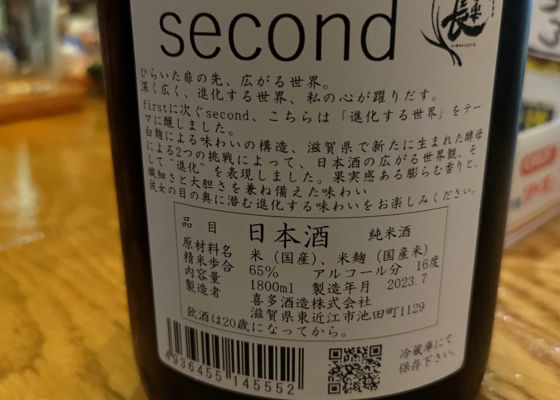 second
長平
ひらいた扉の先、広がる世界。
深く広く、進化する世界、私の心が躍りだす。
firstに次ぐsecond、こちらは「進化する世界」をテー
マに醸しました。
白麹による味わいの構造、滋賀県で新たに生まれた酵母
による2つの挑戦によって、日本酒の広がる世界観、そ
して“進化”を表現しました。果実感ある膨らむ香りと、
繊細さと大胆さを兼ね備えた味わい
彼女の目の奥に潜む進化する味わいをお楽しみください。
品目 日本酒 純米酒
原材料名 米（国産）、米麹（国産米）
精米歩合 65% アルコール分 16度
内容量 1800ml 製造年月 2023.7
製造者 喜多酒造株式会社
滋賀県東近江市池田町1129
飲酒は20歳になってから。
4936455145552
冷蔵庫にて
保存下さい。